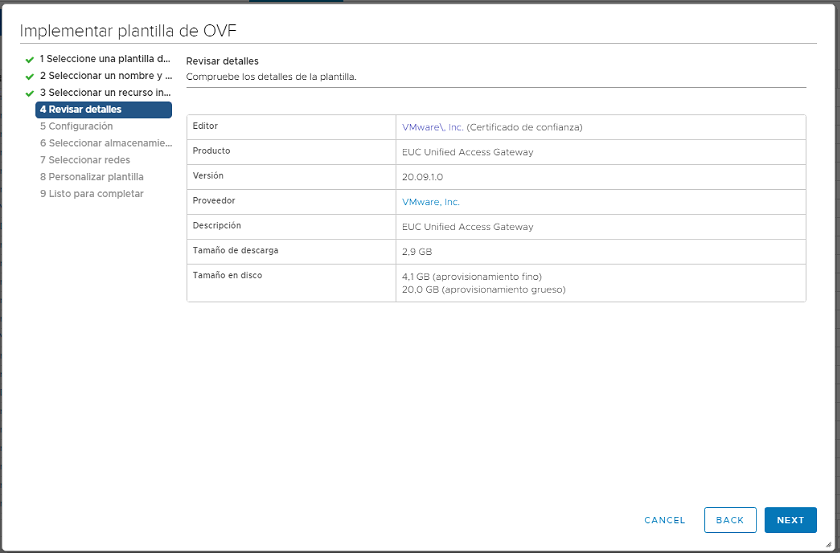 Implementar plantilla de OVF
1 Seleccione una plantilla d...
2 Seleccionar un nombre y ...
3 Seleccionar un recurso in...
4 Revisar detalles
5 Configuración
6 Seleccionar almacenamie...
7 Seleccionar redes
8 Personalizar plantilla
9 Listo para completar
Revisar detalles
Compruebe los detalles de la plantilla.
Editor VMware\, Inc. (Certificado de confianza)
Producto EUC Unified Access Gateway
Versión 20.09.1.0
Proveedor VMware, Inc.
Descripción EUC Unified Access Gateway
Tamaño de descarga 2,9 GB
Tamaño en disco 4,1 GB (aprovisionamiento fino)
20,0 GB (aprovisionamiento grueso)
CANCEL BACK NEXT